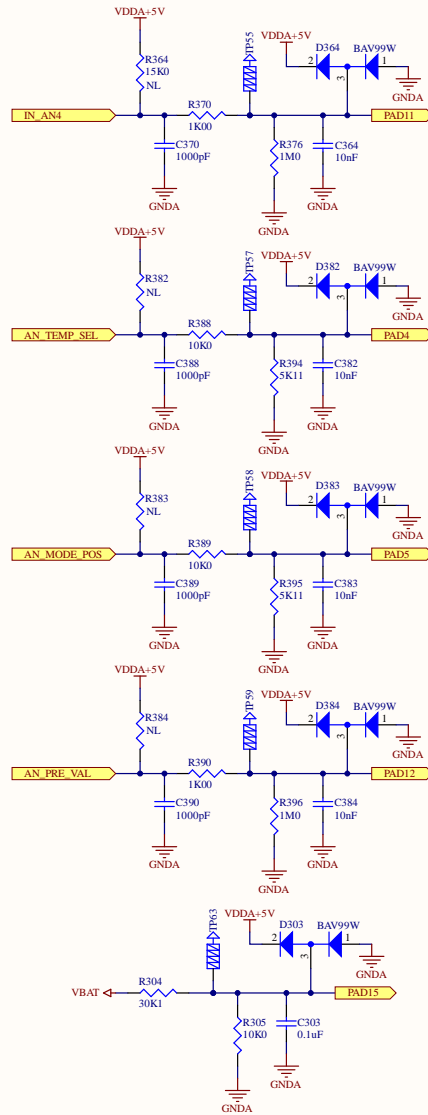 VDDA+5V
R364
15K0
NL
TP55
VDDA+5V
D364
BAV99W
2
1
3
GNDA
IN_AN4
R370
1K00
PAD11
C370
1000pF
R376
1M0
C364
10nF
GNDA
GNDA
GNDA
VDDA+5V
R382
NL
TP57
VDDA+5V
D382
BAV99W
2
1
3
GNDA
AN_TEMP_SEL
R388
10K0
PAD4
C388
1000pF
R394
5K11
C382
10nF
GNDA
GNDA
GNDA
VDDA+5V
R383
NL
TP58
VDDA+5V
D383
BAV99W
2
1
3
GNDA
AN_MODE_POS
R389
10K0
PAD5
C389
1000pF
R395
5K11
C383
10nF
GNDA
GNDA
GNDA
VDDA+5V
R384
NL
TP59
VDDA+5V
D384
BAV99W
2
1
3
GNDA
AN_PRE_VAL
R390
1K00
PAD12
C390
1000pF
R396
1M0
C384
10nF
GNDA
GNDA
GNDA
TP63
VDDA+5V
D303
BAV99W
2
1
3
GNDA
VBAT
R304
30K1
PAD15
R305
10K0
C303
0.1uF
GNDA
GNDA